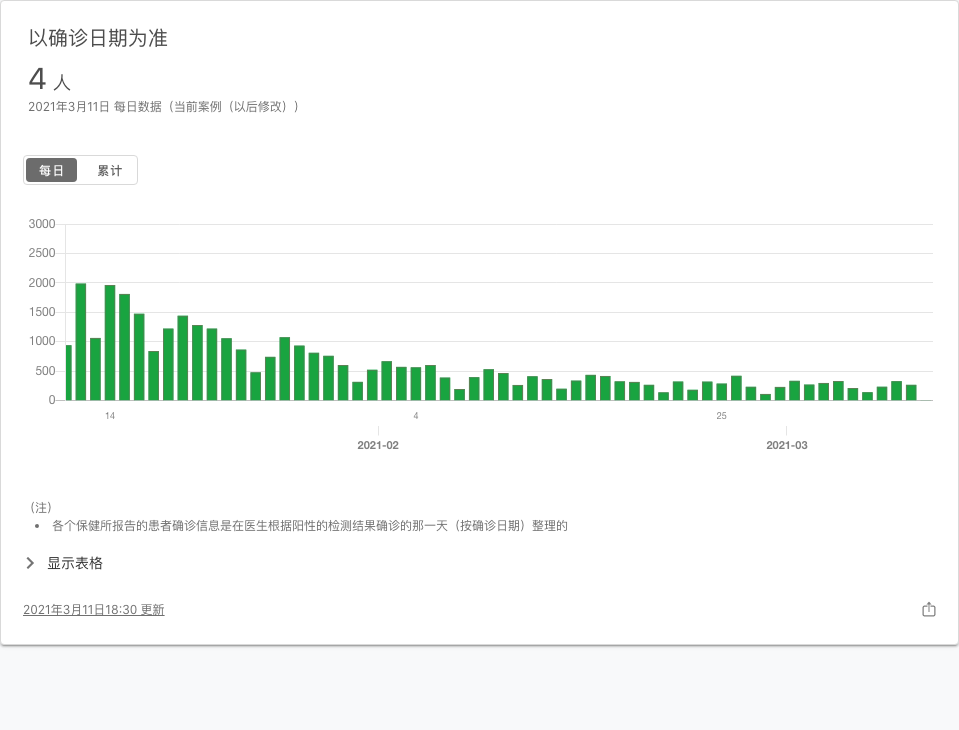 以确诊日期为准
4 人
2021年3月11日 每日数据（当前案例（以后修改））
每日 累计
3000
2500
2000
1500
1000
500
0
14 4 25
2021-02 2021-03
（注）
• 各个保健所报告的患者确诊信息是在医生根据阳性的检测结果确诊的那一天（按确诊日期）整理的
显示表格
2021年3月11日18:30 更新